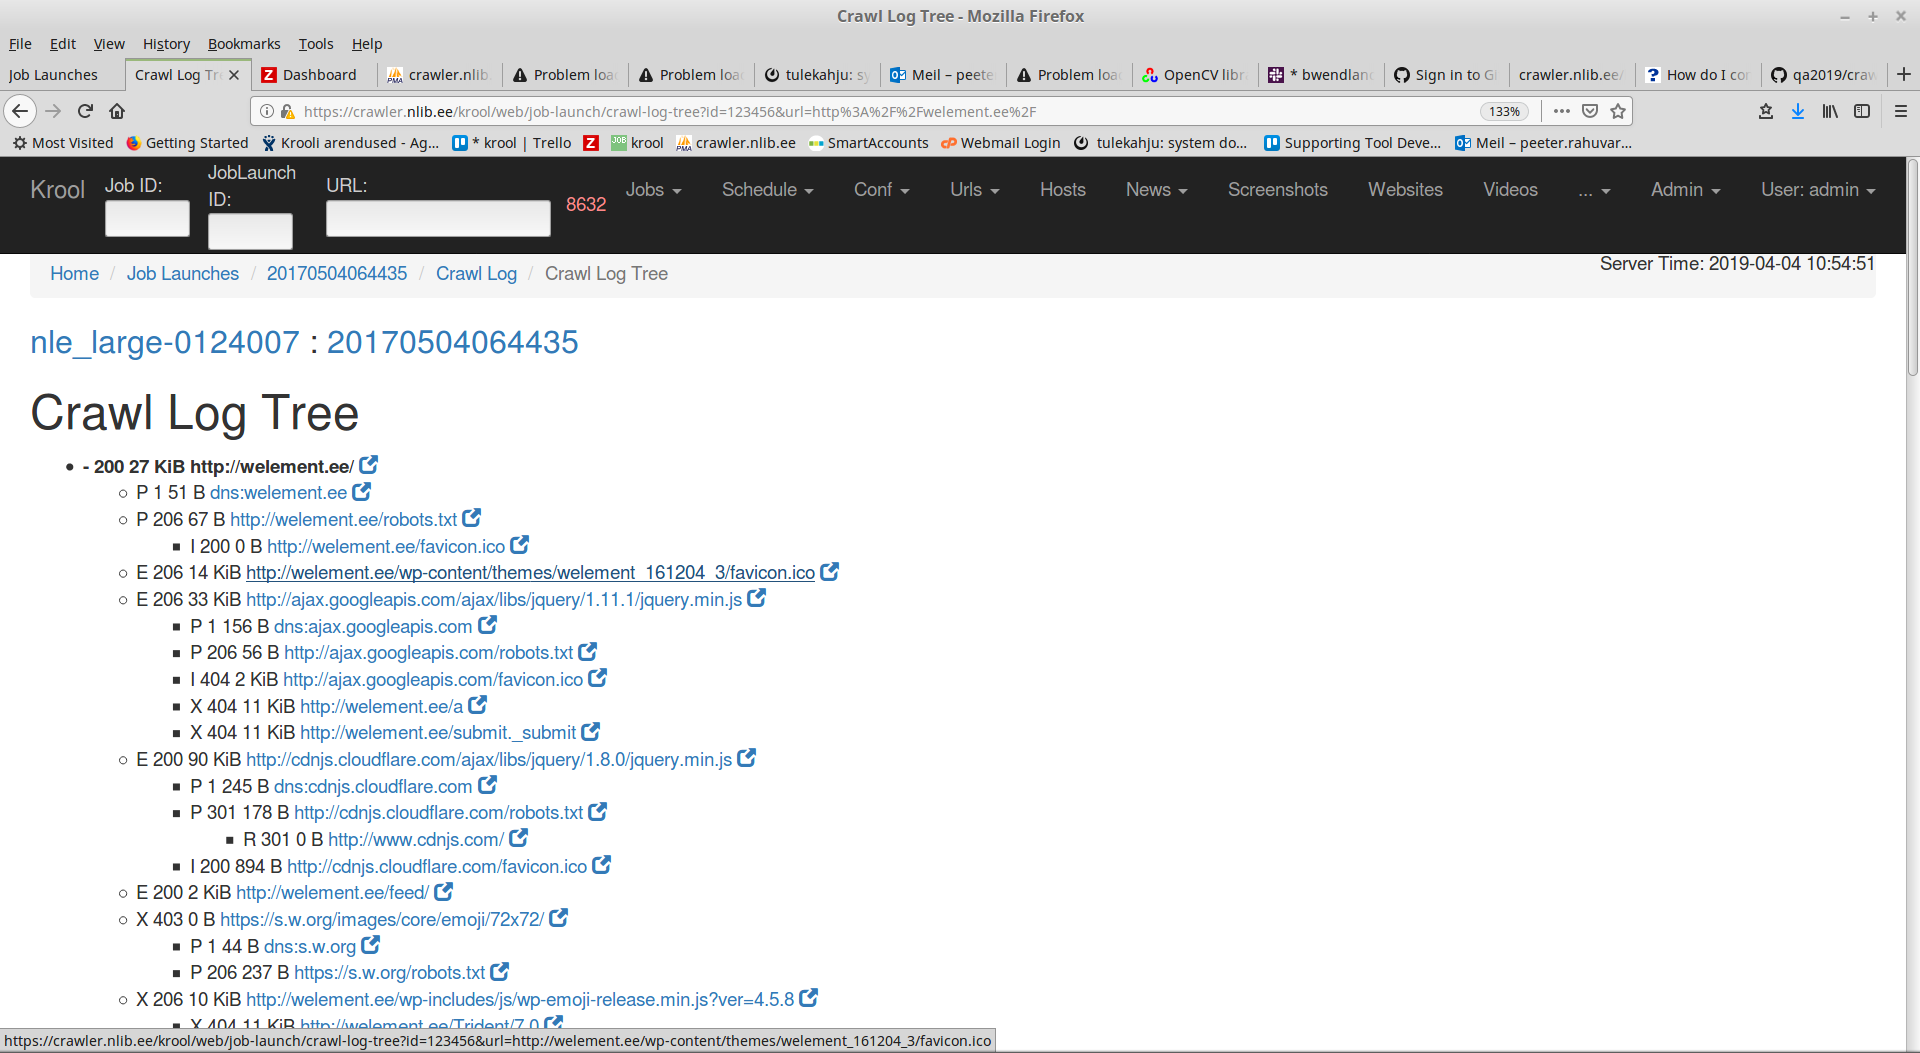 Crawl Log Tree - Mozilla Firefox
File Edit View History Bookmarks Tools Help
Job Launches Crawl Log Tr Dashboard crawler.nlib. Problem loa Problem loa tulekahju: sy Meil – peete Problem loa OpenCV libr * bwendlan Sign in to G crawler.nlib.ee/ How do I co qa2019/craw
https://crawler.nlib.ee/krool/web/job-launch/crawl-log-tree?id=123456&url=http%3A%2F%2Fwelement.ee%2F 133%
Most Visited Getting Started Krooli arendused - Ag... * krool | Trello krool crawler.nlib.ee SmartAccounts Webmail Login tulekahju: system do... Supporting Tool Deve... Meil – peeter.rahuvar...
Krool Job ID: JobLaunch ID: URL: 8632 Jobs Schedule Conf Urls Hosts News Screenshots Websites Videos ... Admin User: admin
Home / Job Launches / 20170504064435 / Crawl Log / Crawl Log Tree
Server Time: 2019-04-04 10:54:51
nle_large-0124007 : 20170504064435
Crawl Log Tree
- 200 27 KiB http://welement.ee/
P 1 51 B dns:welement.ee
P 206 67 B http://welement.ee/robots.txt
I 200 0 B http://welement.ee/favicon.ico
E 206 14 KiB http://welement.ee/wp-content/themes/welement_161204_3/favicon.ico
E 206 33 KiB http://ajax.googleapis.com/ajax/libs/jquery/1.11.1/jquery.min.js
P 1 156 B dns:ajax.googleapis.com
P 206 56 B http://ajax.googleapis.com/robots.txt
I 404 2 KiB http://ajax.googleapis.com/favicon.ico
X 404 11 KiB http://welement.ee/a
X 404 11 KiB http://welement.ee/submit._submit
E 200 90 KiB http://cdnjs.cloudflare.com/ajax/libs/jquery/1.8.0/jquery.min.js
P 1 245 B dns:cdnjs.cloudflare.com
P 301 178 B http://cdnjs.cloudflare.com/robots.txt
R 301 0 B http://www.cdnjs.com/
I 200 894 B http://cdnjs.cloudflare.com/favicon.ico
E 200 2 KiB http://welement.ee/feed/
X 403 0 B https://s.w.org/images/core/emoji/72x72/
P 1 44 B dns:s.w.org
P 206 237 B https://s.w.org/robots.txt
X 206 10 KiB http://welement.ee/wp-includes/js/wp-emoji-release.min.js?ver=4.5.8
X 404 11 KiB http://welement.ee/Trident/7.0
https://crawler.nlib.ee/krool/web/job-launch/crawl-log-tree?id=123456&url=http://welement.ee/wp-content/themes/welement_161204_3/favicon.ico